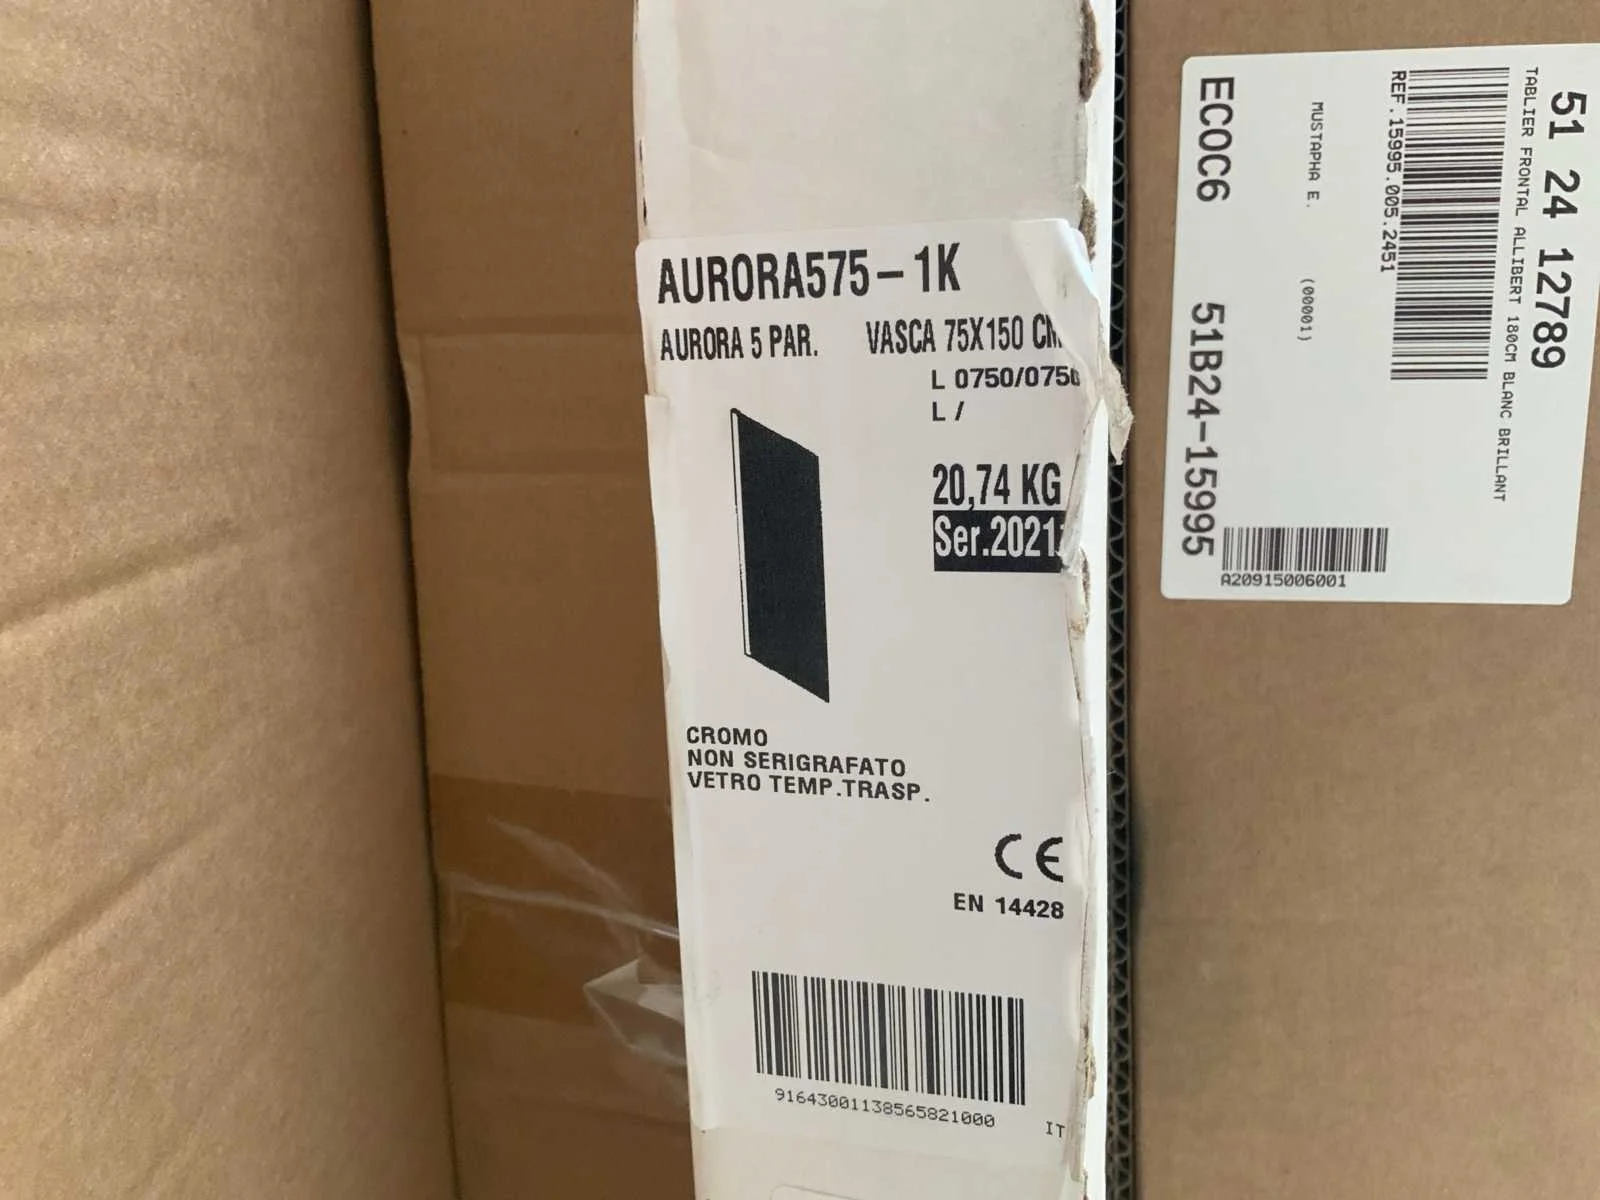 AURORA575-1K
AURORA 5 PAR. VASCA 75X150 CM.
L 0750/0750
L /
20,74 KG
Ser.2021
CROMO
NON SERIGRAFATO
VETRO TEMP.TRASP.
CE
EN 14428
91643001138565821000
IT
51 24 12789
TABLIER FRONTAL ALLIBERT 180CM BLANC BRILLANT
REF.15995.005.2451
MUSTAPHA E. (00001)
ECOC6 51B24-15995
A20915006001